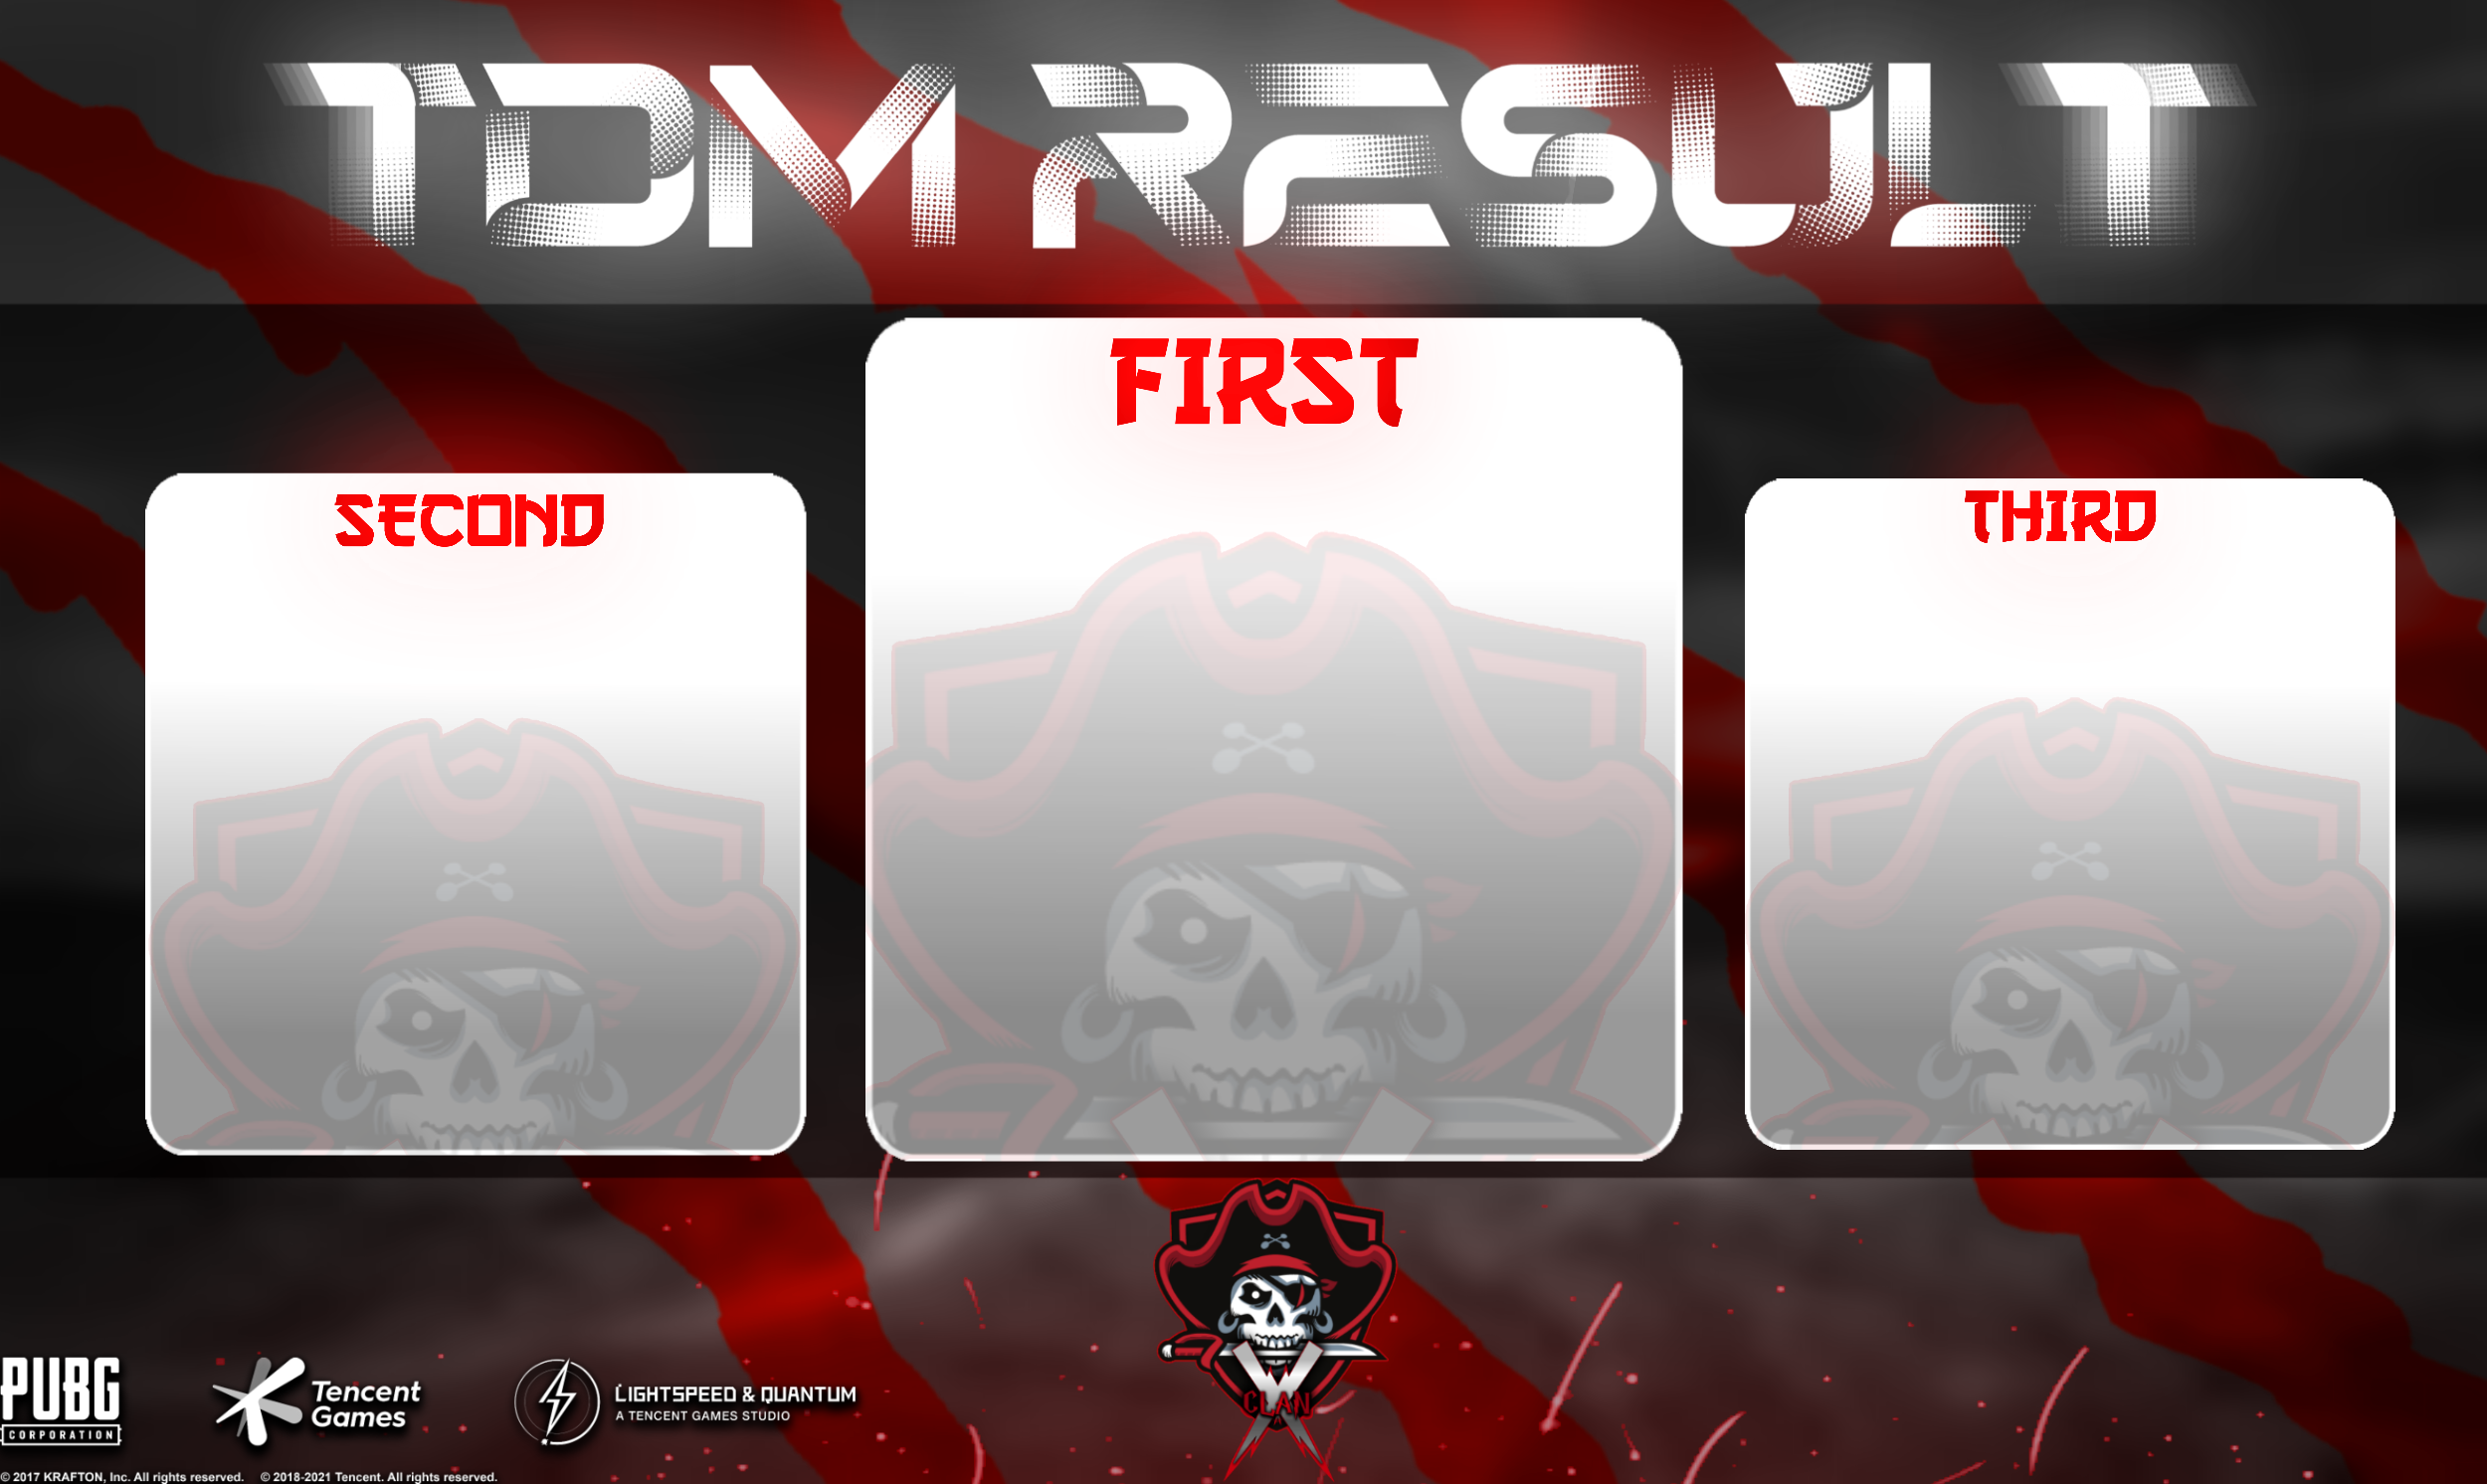 TDM RESULT
FIRST
SECOND
THIRD
W
CLAN
PUBG
CORPORATION
Tencent
Games
LIGHTSPEED & QUANTUM
A TENCENT GAMES STUDIO
© 2017 KRAFTON, Inc. All rights reserved. © 2018-2021 Tencent. All rights reserved.